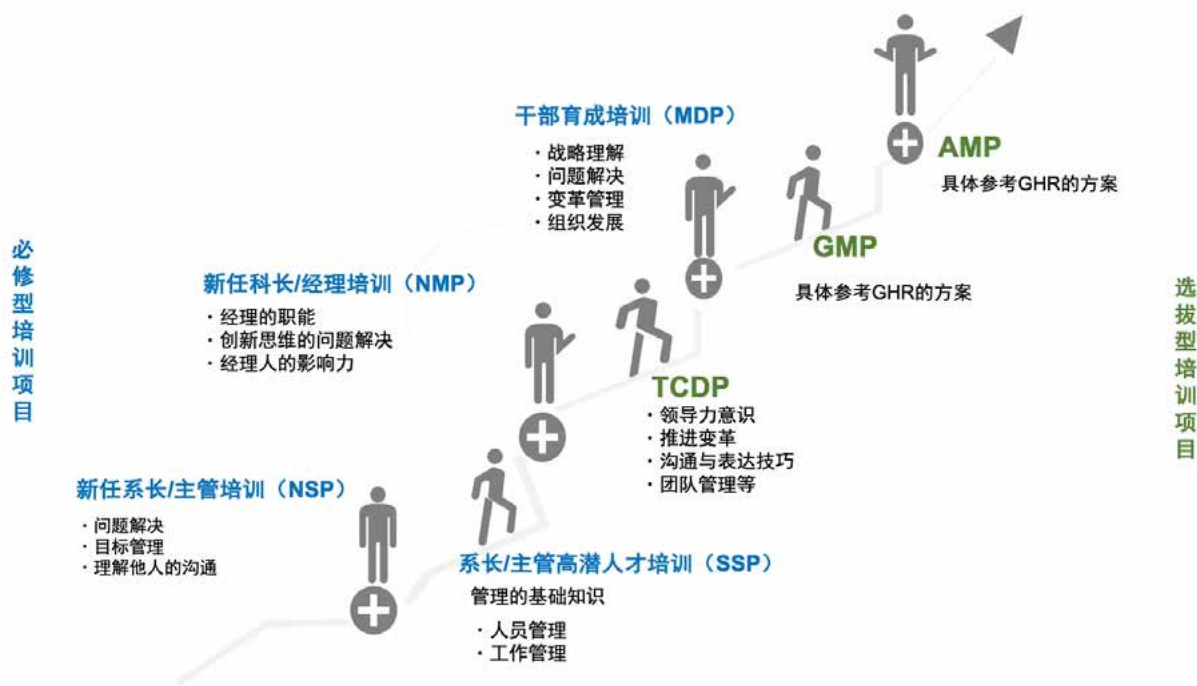 干部育成培训（MDP）
· 战略理解
· 问题解决
· 变革管理
· 组织发展
AMP
具体参考GHR的方案
GMP
具体参考GHR的方案
必修型培训项目
选拔型培训项目
新任科长/经理培训（NMP）
· 经理的职能
· 创新思维的问题解决
· 经理人的影响力
TCDP
· 领导力意识
· 推进变革
· 沟通与表达技巧
· 团队管理等
新任系长/主管培训（NSP）
· 问题解决
· 目标管理
· 理解他人的沟通
系长/主管高潜人才培训（SSP）
管理的基础知识
· 人员管理
· 工作管理